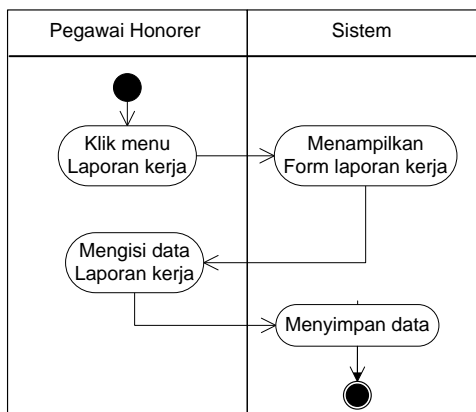 Pegawai Honorer
Sistem
Klik menu
Laporan kerja
Menampilkan
Form laporan kerja
Mengisi data
Laporan kerja
Menyimpan data